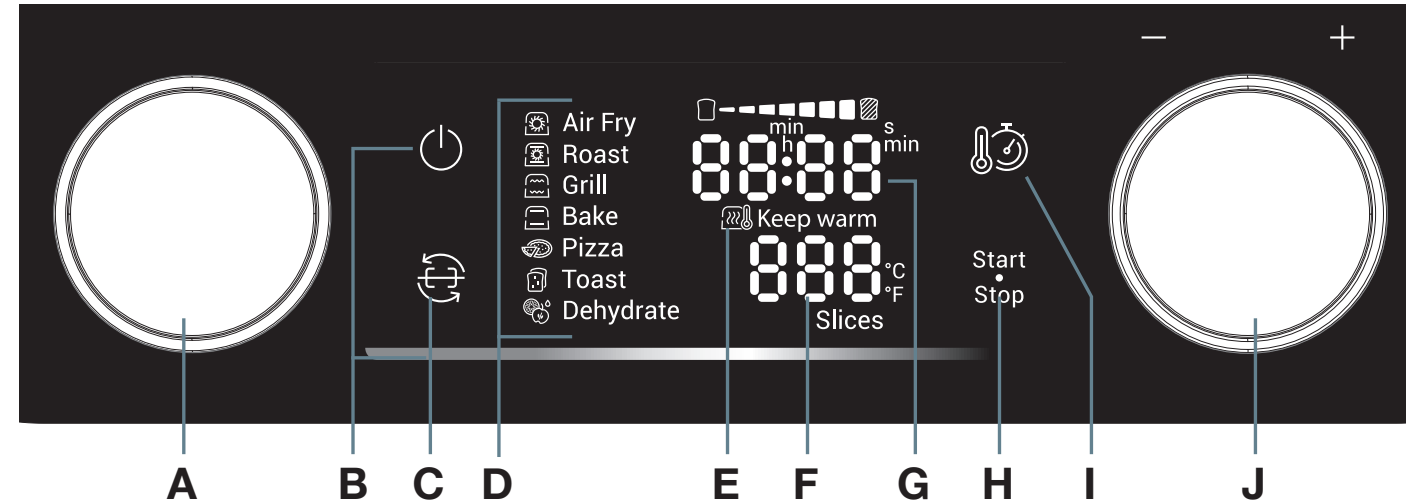 − +
Air Fry
Roast
Grill
Bake
Pizza
Toast
Dehydrate
min s
88:88 h min
Keep warm
888 °C
°F
Slices
Start
Stop
A B C D E F G H I J